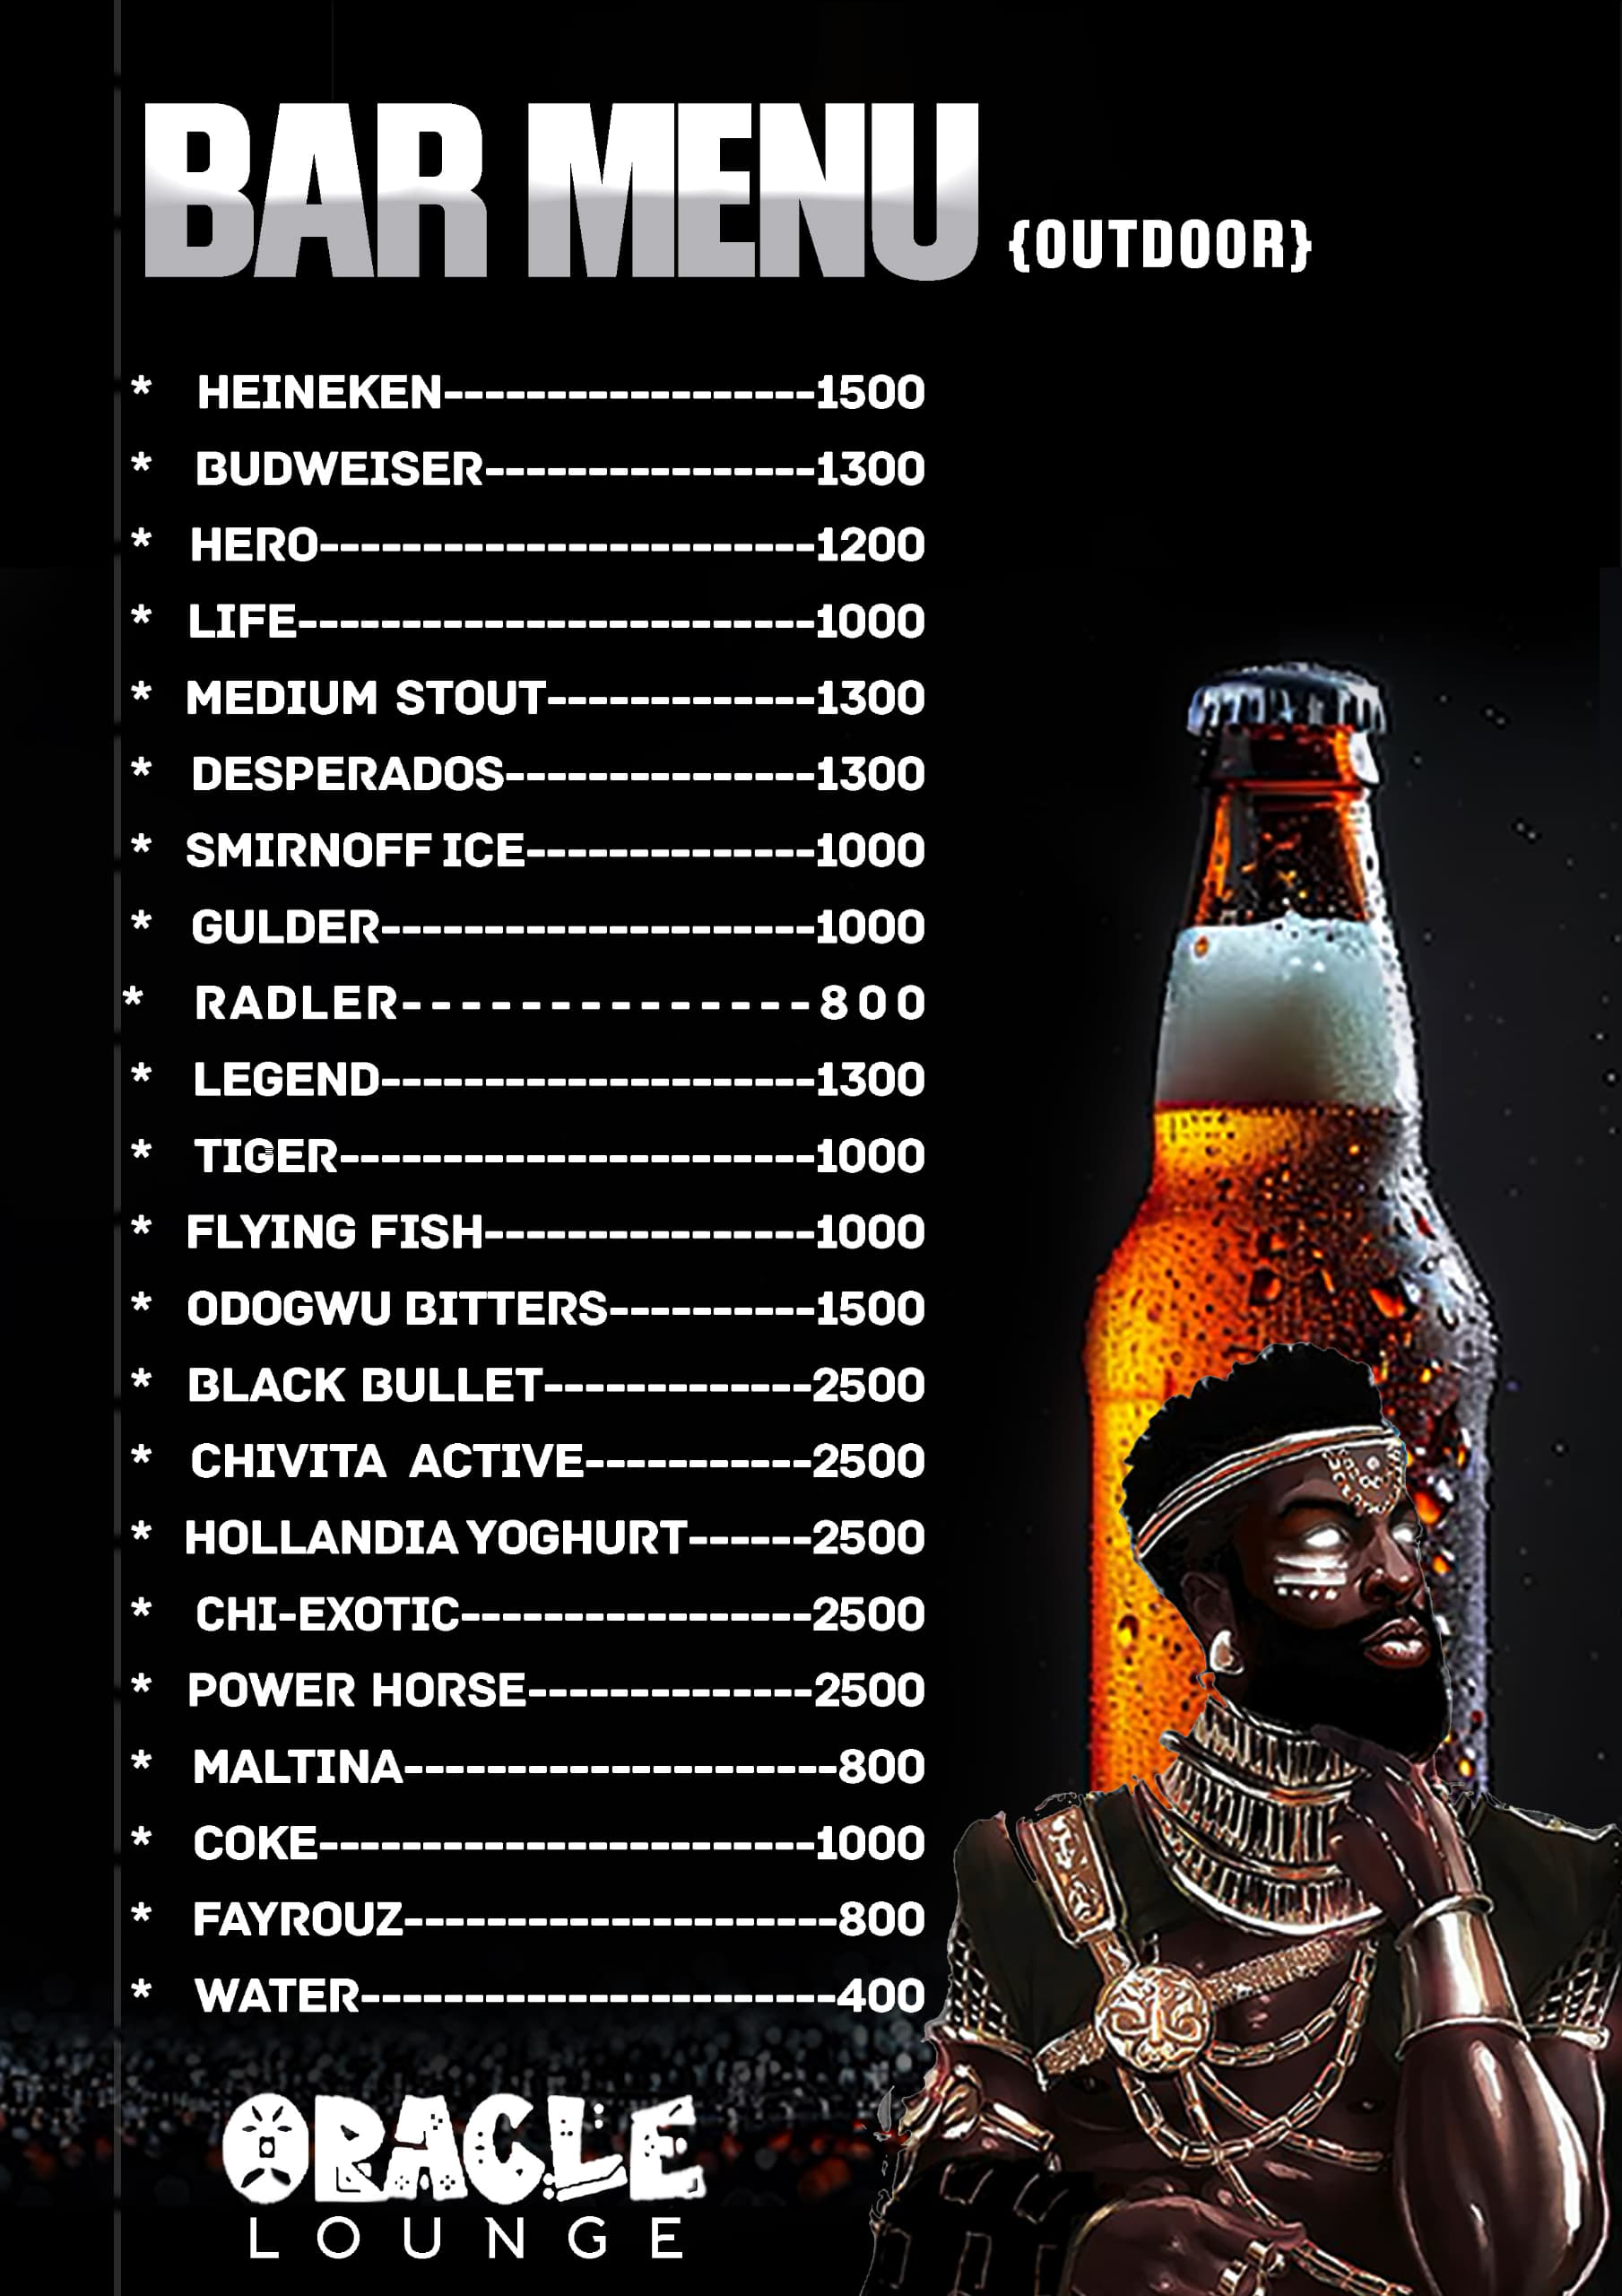 BAR MENU {OUTDOOR}
* HEINEKEN------------------1500
* BUDWEISER----------------1300
* HERO------------------------1200
* LIFE-------------------------1000
* MEDIUM STOUT-------------1300
* DESPERADOS---------------1300
* SMIRNOFF ICE--------------1000
* GULDER---------------------1000
* RADLER--------------800
* LEGEND---------------------1300
* TIGER-----------------------1000
* FLYING FISH----------------1000
* ODOGWU BITTERS----------1500
* BLACK BULLET-------------2500
* CHIVITA ACTIVE-----------2500
* HOLLANDIA YOGHURT------2500
* CHI-EXOTIC-----------------2500
* POWER HORSE--------------2500
* MALTINA---------------------800
* COKE------------------------1000
* FAYROUZ---------------------800
* WATER-----------------------400
ORACLE
LOUNGE